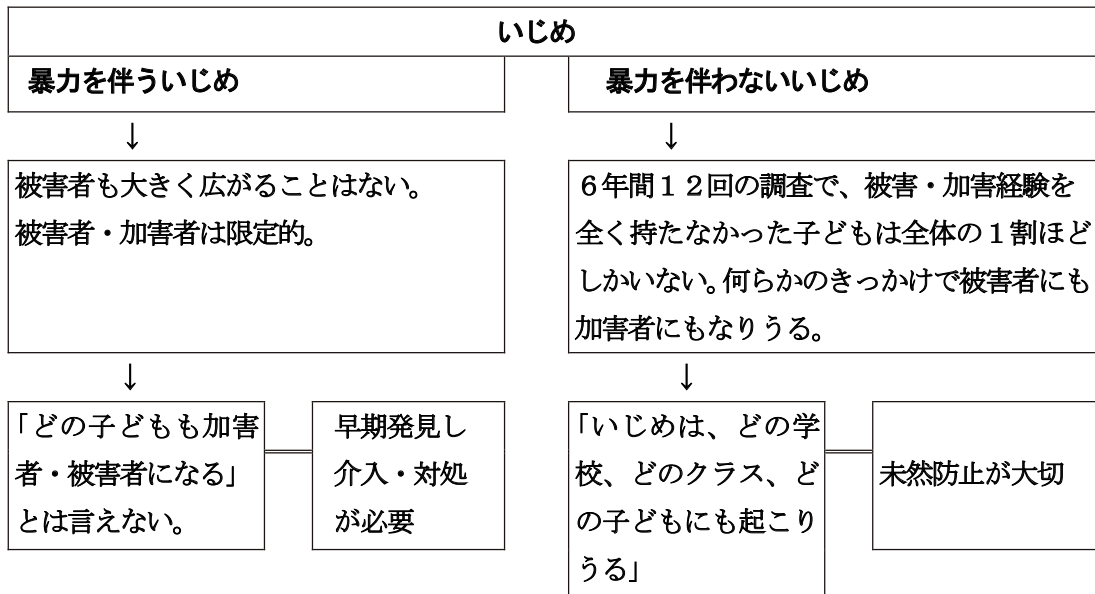 いじめ
暴力を伴ういじめ
暴力を伴わないいじめ
↓
↓
被害者も大きく広がることはない。
被害者・加害者は限定的。
6年間12回の調査で、被害・加害経験を
全く持たなかった子どもは全体の1割ほど
しかいない。何らかのきっかけで被害者にも
加害者にもなりうる。
↓
↓
「どの子どもも加害
者・被害者になる」
とは言えない。
早期発見し
介入・対処
が必要
「いじめは、どの学
校、どのクラス、ど
の子どもにも起こり
うる」
未然防止が大切